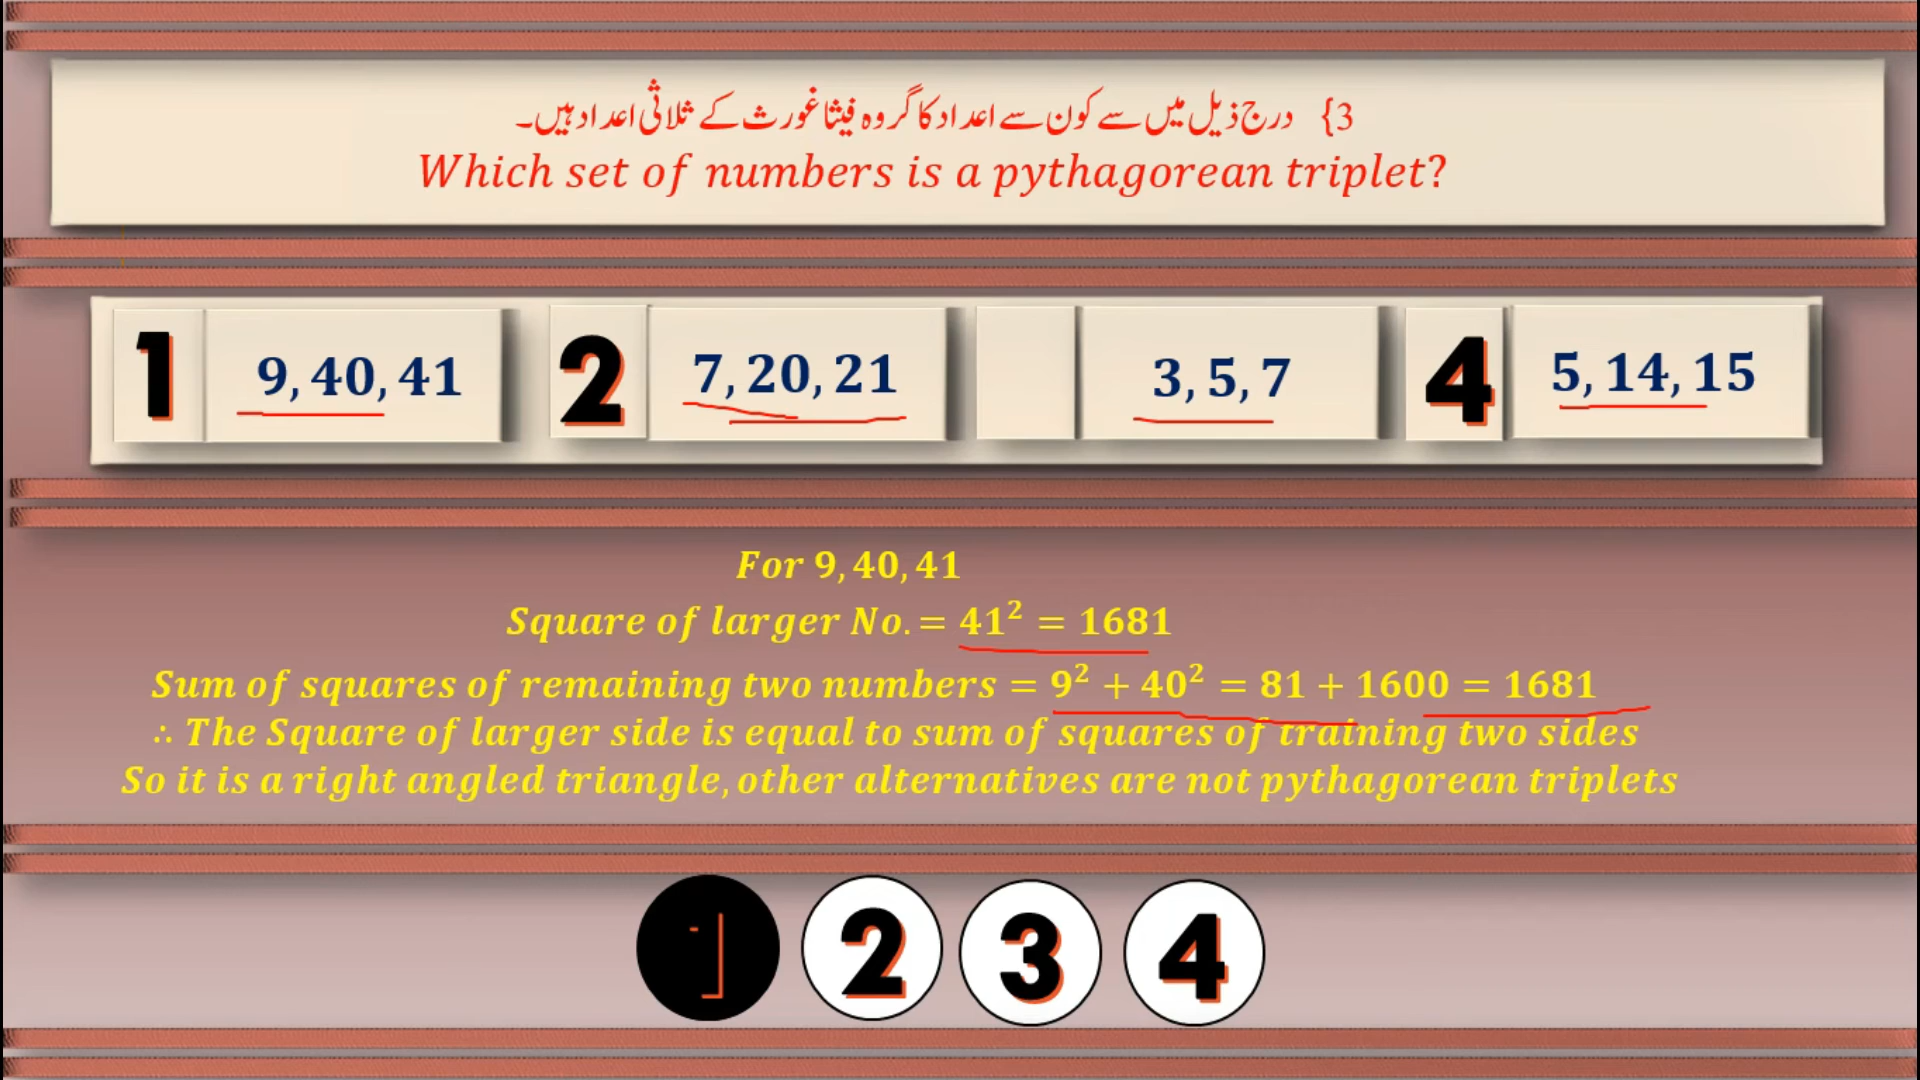 3} درج ذیل میں سے کون سے اعداد کا گروہ فیثاغورث کے ثلاثی اعداد ہیں۔
Which set of numbers is a pythagorean triplet?
1 9, 40, 41 2 7, 20, 21 3, 5, 7 4 5, 14, 15
For 9, 40, 41
Square of larger No. = 41² = 1681
Sum of squares of remaining two numbers = 9² + 40² = 81 + 1600 = 1681
∴ The Square of larger side is equal to sum of squares of training two sides
So it is a right angled triangle, other alternatives are not pythagorean triplets
1 2 3 4